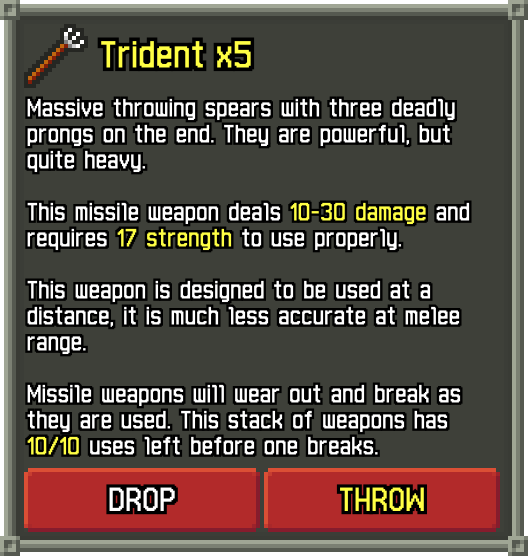 Trident x5
Massive throwing spears with three deadly
prongs on the end. They are powerful, but
quite heavy.
This missile weapon deals 10-30 damage and
requires 17 strength to use properly.
This weapon is designed to be used at a
distance, it is much less accurate at melee
range.
Missile weapons will wear out and break as
they are used. This stack of weapons has
10/10 uses left before one breaks.
DROP
THROW